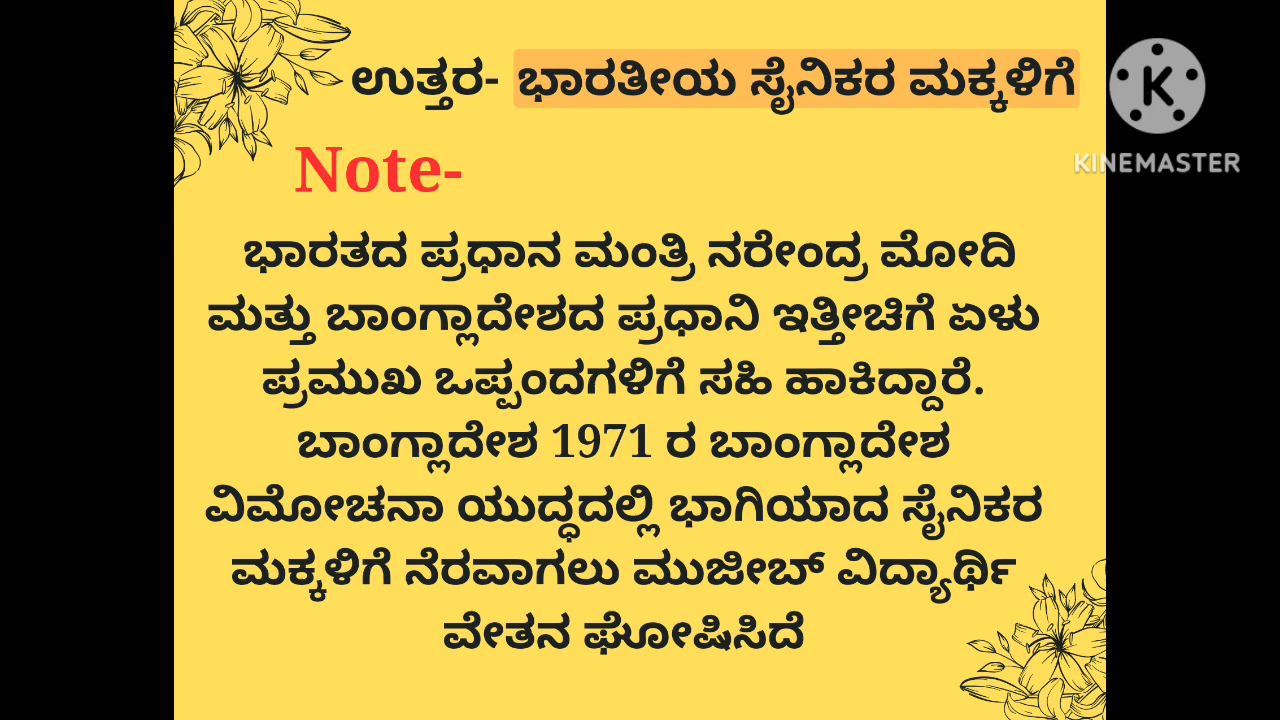 ಉತ್ತರ- ಭಾರತೀಯ ಸೈನಿಕರ ಮಕ್ಕಳಿಗೆ
Note-
ಭಾರತದ ಪ್ರಧಾನ ಮಂತ್ರಿ ನರೇಂದ್ರ ಮೋದಿ
ಮತ್ತು ಬಾಂಗ್ಲಾದೇಶದ ಪ್ರಧಾನಿ ಇತ್ತೀಚಿಗೆ ಏಳು
ಪ್ರಮುಖ ಒಪ್ಪಂದಗಳಿಗೆ ಸಹಿ ಹಾಕಿದ್ದಾರೆ.
ಬಾಂಗ್ಲಾದೇಶ 1971 ರ ಬಾಂಗ್ಲಾದೇಶ
ವಿಮೋಚನಾ ಯುದ್ಧದಲ್ಲಿ ಭಾಗಿಯಾದ ಸೈನಿಕರ
ಮಕ್ಕಳಿಗೆ ನೆರವಾಗಲು ಮುಜೀಬ್ ವಿದ್ಯಾರ್ಥಿ
ವೇತನ ಘೋಷಿಸಿದೆ
K
KINEMASTER